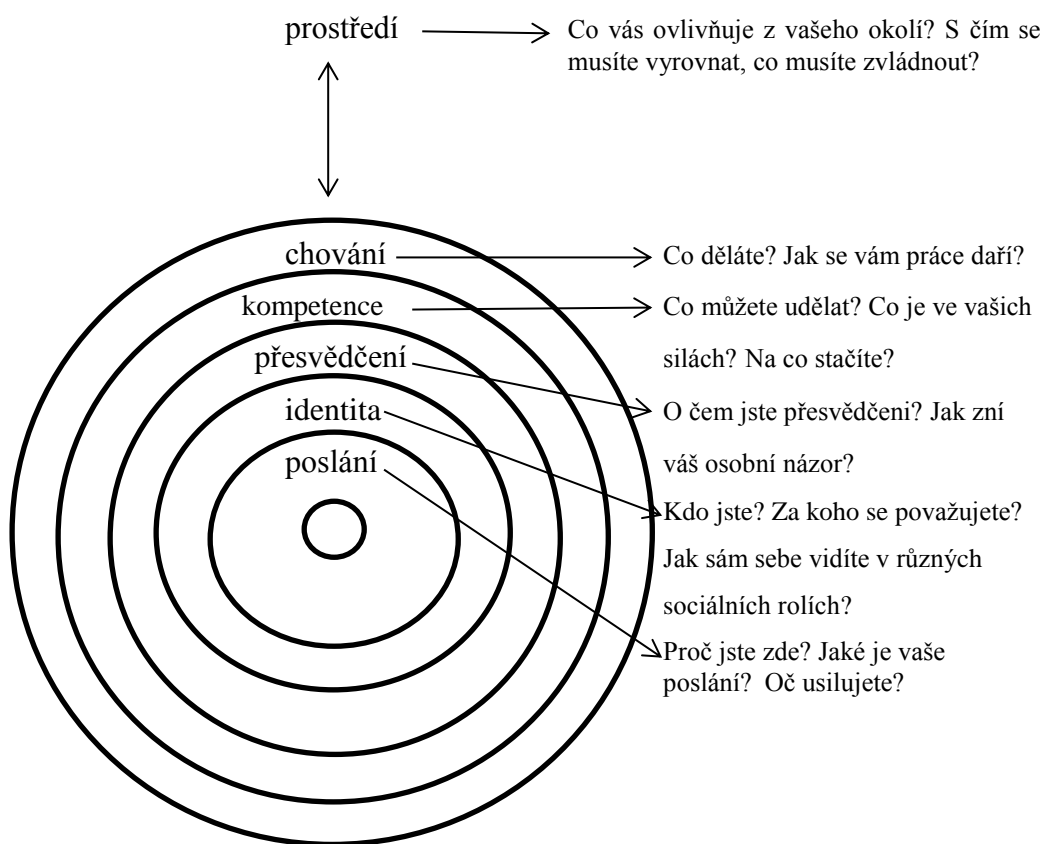 prostředí
Co vás ovlivňuje z vašeho okolí? S čím se
musíte vyrovnat, co musíte zvládnout?
chování
Co děláte? Jak se vám práce daří?
kompetence
Co můžete udělat? Co je ve vašich
silách? Na co stačíte?
přesvědčení
O čem jste přesvědčeni? Jak zní
váš osobní názor?
identita
Kdo jste? Za koho se považujete?
Jak sám sebe vidíte v různých
sociálních rolích?
poslání
Proč jste zde? Jaké je vaše
poslání? Oč usilujete?